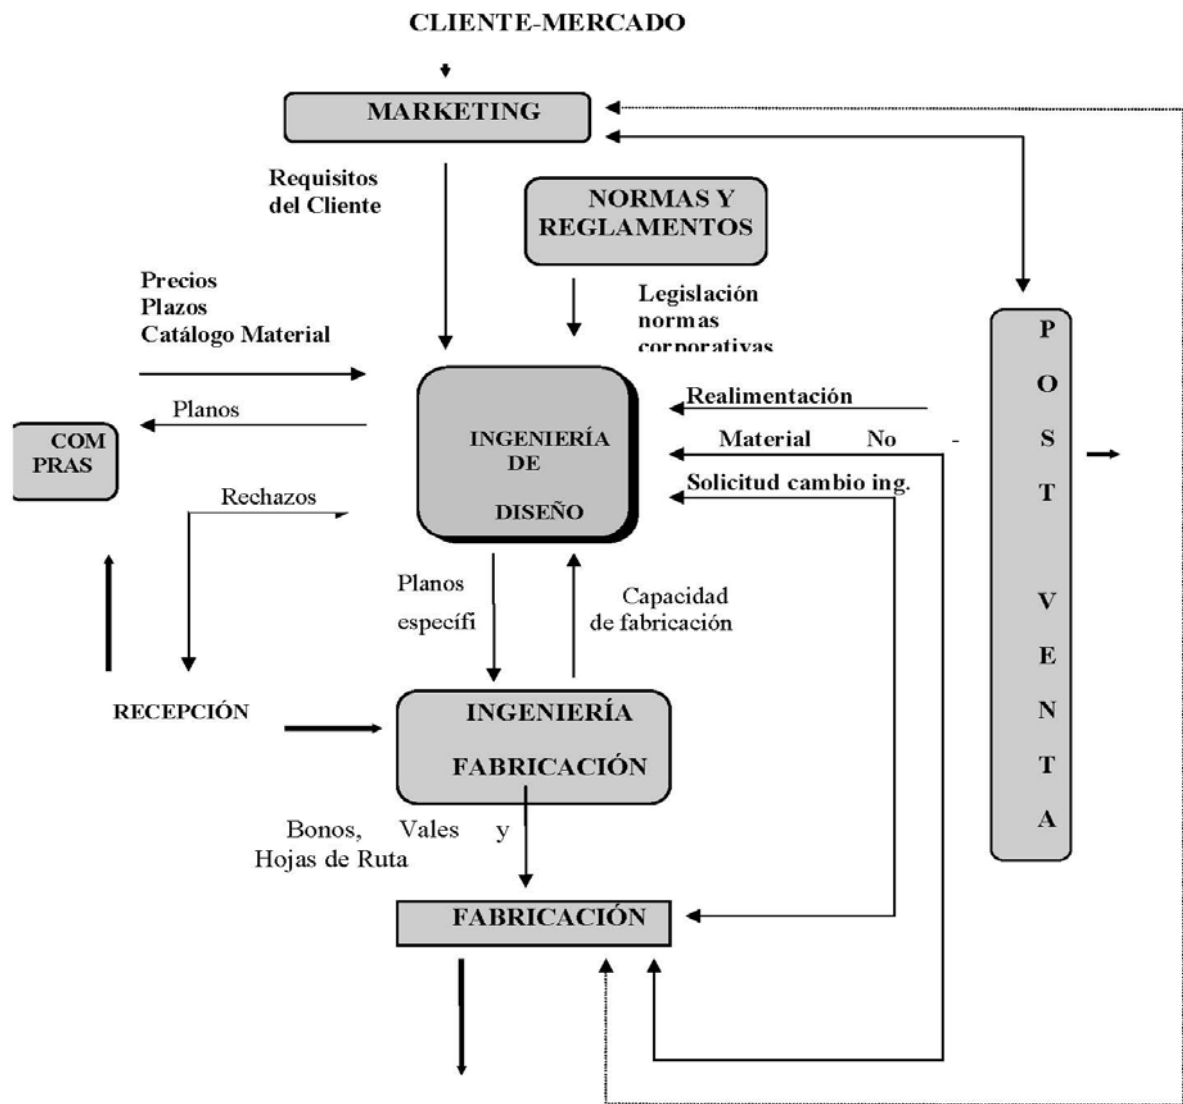 CLIENTE-MERCADO
MARKETING
Requisitos
del Cliente
NORMAS Y
REGLAMENTOS
Precios
Plazos
Catálogo Material
Legislación
normas
corporativas
Planos
COM
PRAS
Rechazos
INGENIERÍA
DE
DISEÑO
Realimentación
Material No -
Solicitud cambio ing.
P
O
S
T
V
E
N
T
A
Planos
específi
Capacidad
de fabricación
RECEPCIÓN
INGENIERÍA
FABRICACIÓN
Bonos, Vales y
Hojas de Ruta
FABRICACIÓN